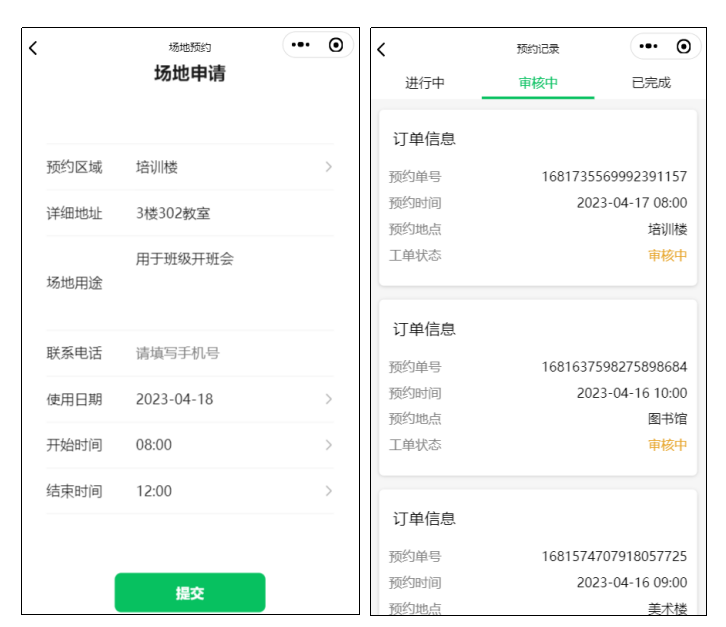 场地预约
场地申请
预约区域 培训楼
详细地址 3楼302教室
用于班级开班会
场地用途
联系电话 请填写手机号
使用日期 2023-04-18
开始时间 08:00
结束时间 12:00
提交
预约记录
进行中 审核中 已完成
订单信息
预约单号 1681735569992391157
预约时间 2023-04-17 08:00
预约地点 培训楼
工单状态 审核中
订单信息
预约单号 1681637598275898684
预约时间 2023-04-16 10:00
预约地点 图书馆
工单状态 审核中
订单信息
预约单号 1681574707918057725
预约时间 2023-04-16 09:00
预约地点 美术楼